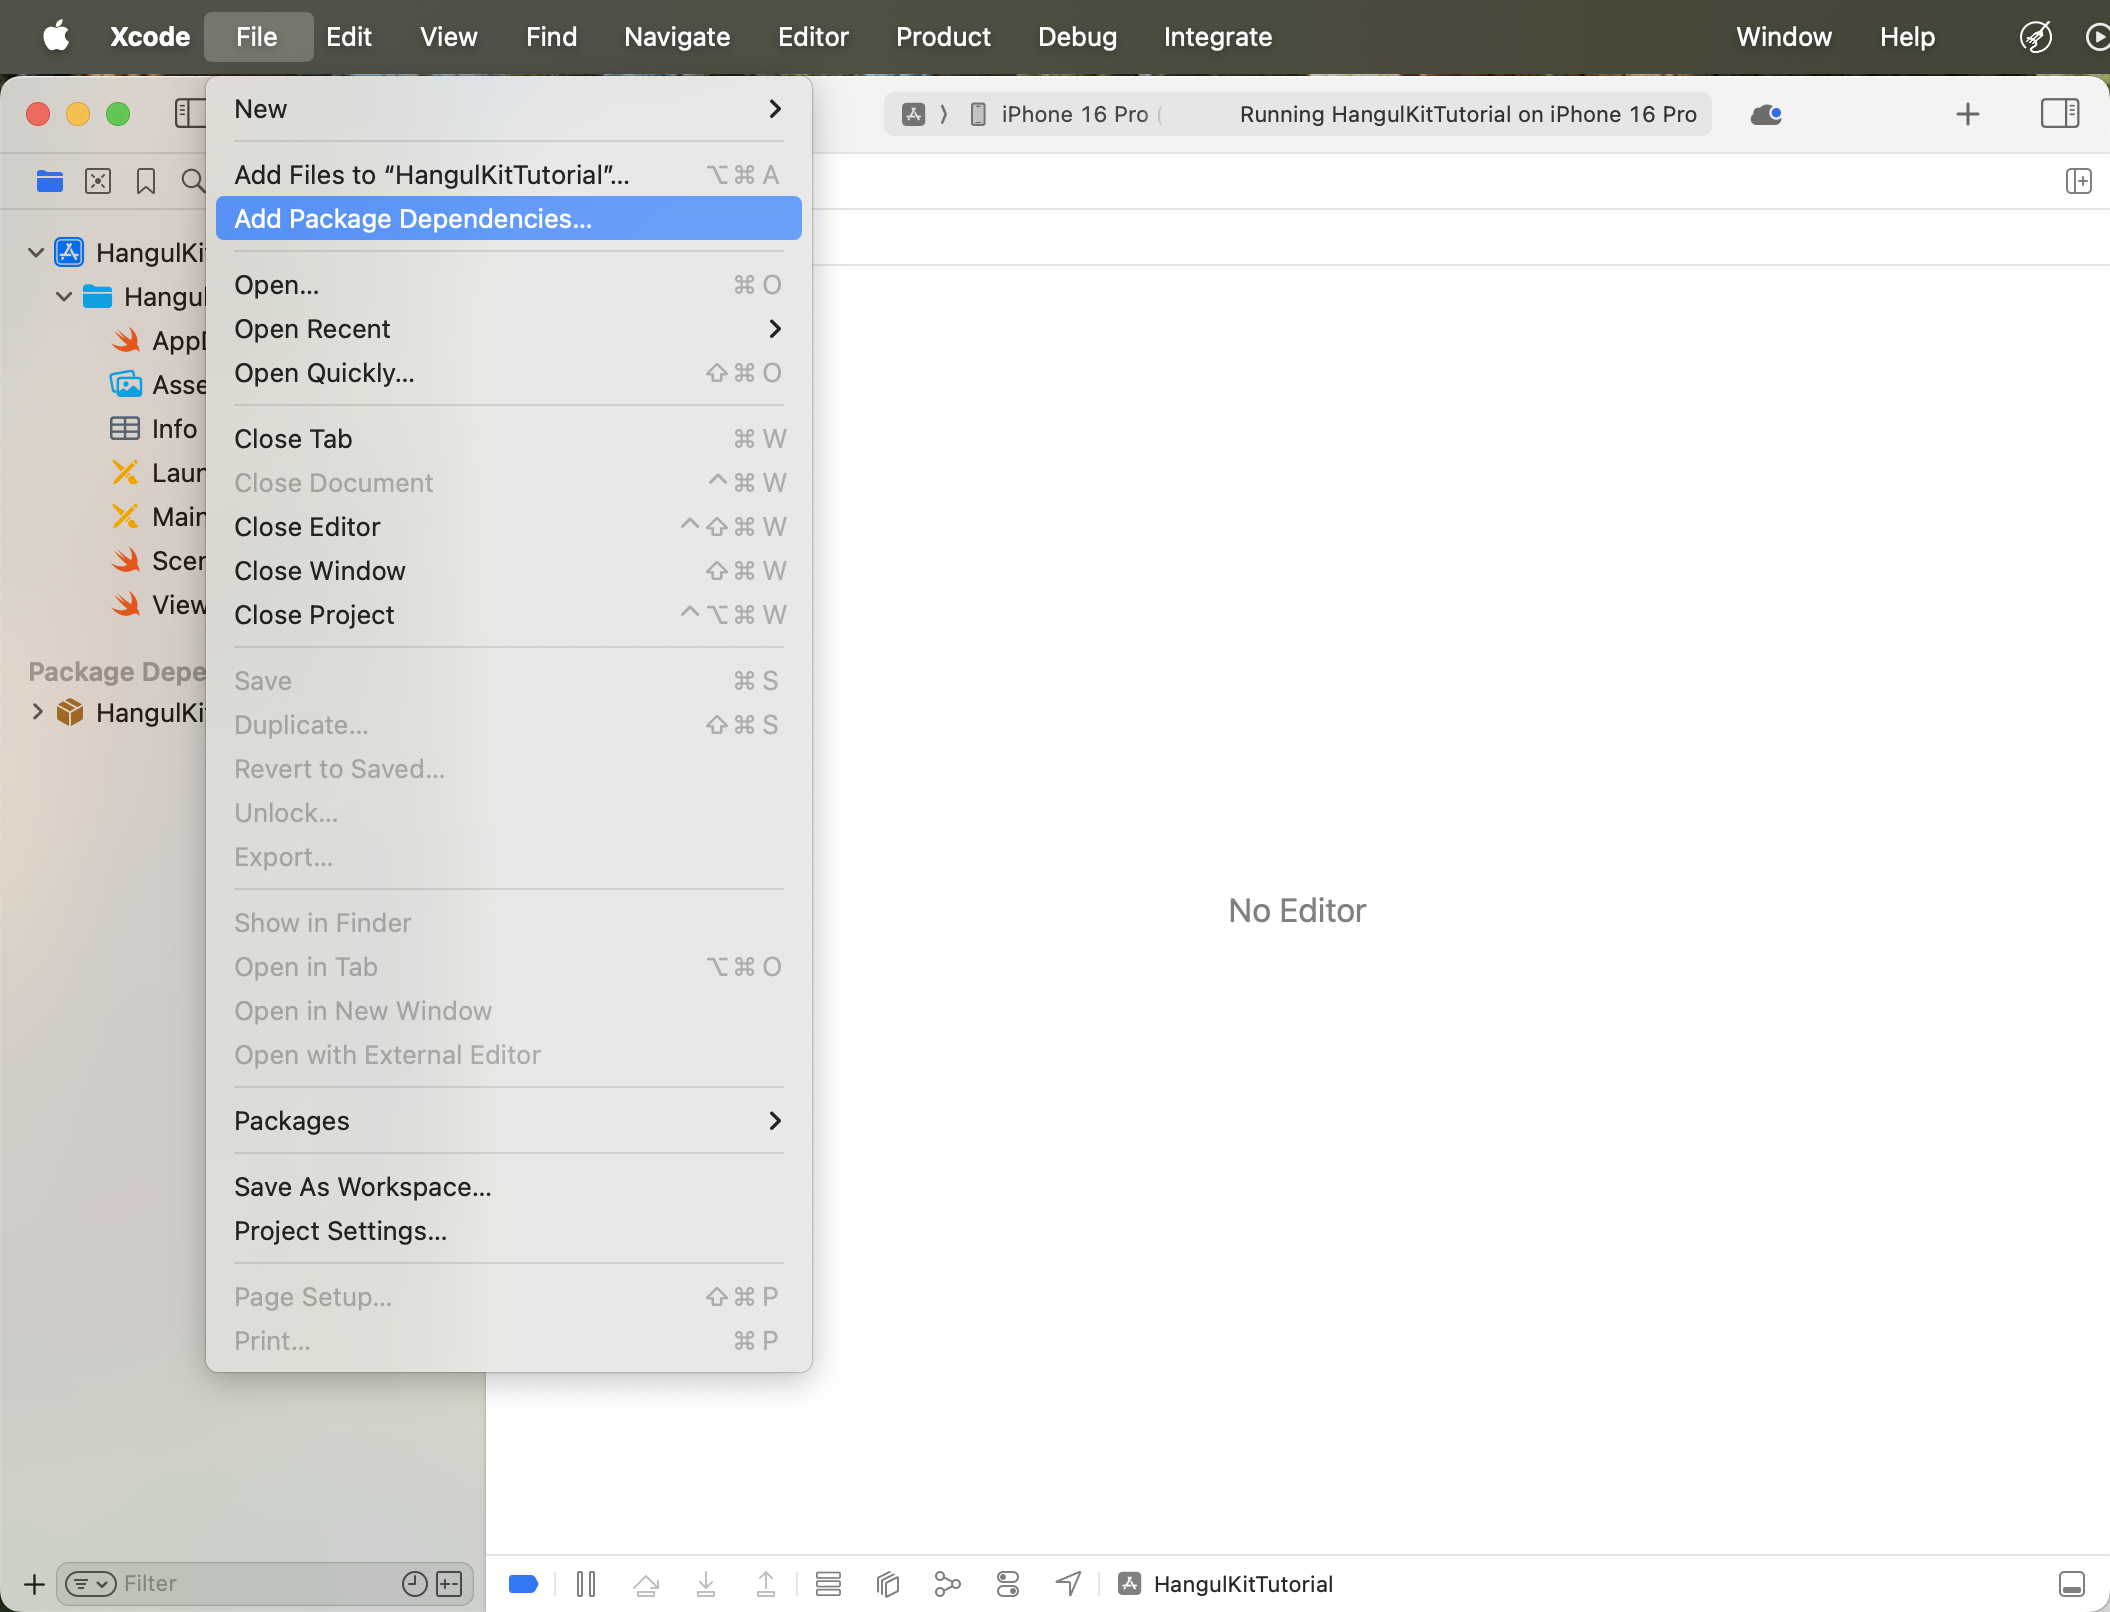 Xcode File Edit View Find Navigate Editor Product Debug Integrate Window Help
iPhone 16 Pro
Running HangulKitTutorial on iPhone 16 Pro
New
Add Files to “HangulKitTutorial”... ⌥⌘A
Add Package Dependencies...
Open... ⌘O
Open Recent
Open Quickly... ⇧⌘O
Close Tab ⌘W
Close Document ^⌘W
Close Editor ^⇧⌘W
Close Window ⇧⌘W
Close Project ^⌥⌘W
Save ⌘S
Duplicate... ⇧⌘S
Revert to Saved...
Unlock...
Export...
Show in Finder
Open in Tab ⌥⌘O
Open in New Window
Open with External Editor
Packages
Save As Workspace...
Project Settings...
Page Setup... ⇧⌘P
Print... ⌘P
HangulKi
Hangul
App
Asse
Info
Laun
Main
Scen
View
Package Depe
HangulKi
Filter
No Editor
HangulKitTutorial